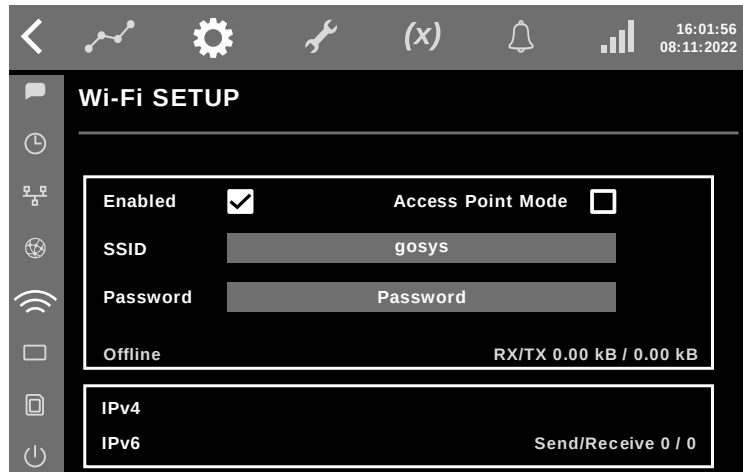 (x)
16:01:56
08:11:2022
Wi-Fi SETUP
Enabled
Access Point Mode
SSID
gosys
Password
Password
Offline
RX/TX 0.00 kB / 0.00 kB
IPv4
IPv6
Send/Receive 0 / 0